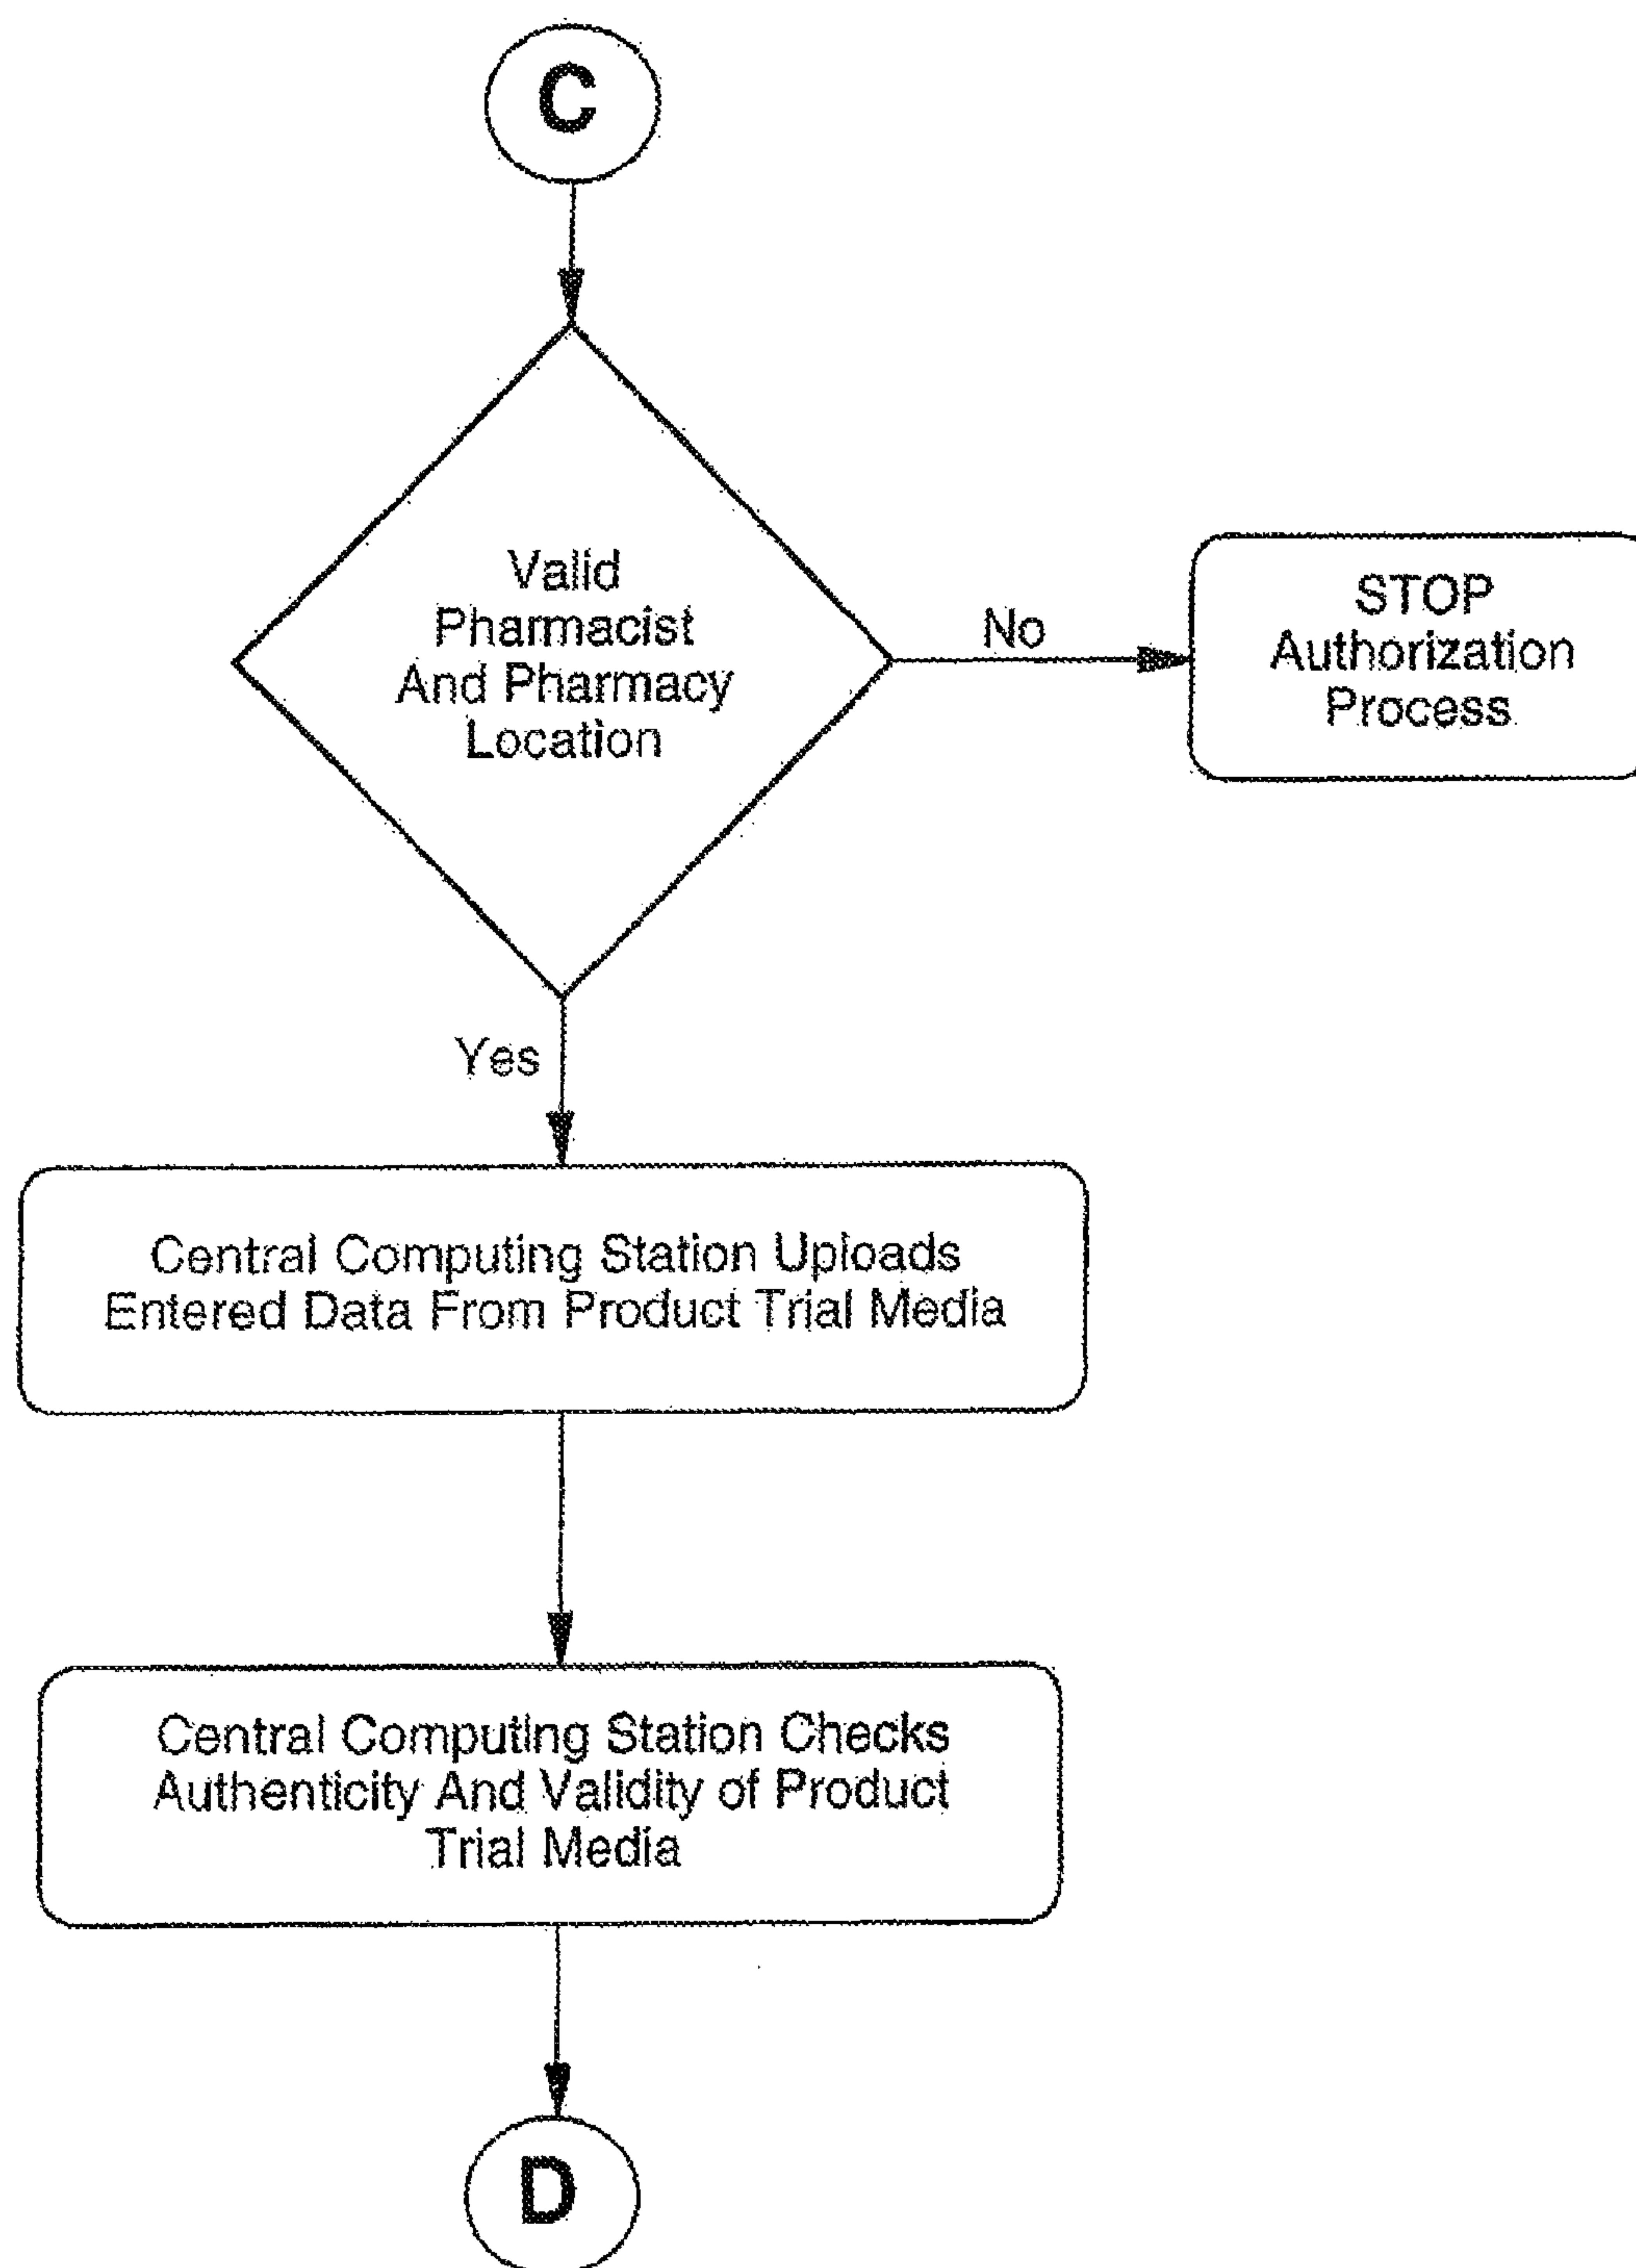 C
Valid
Pharmacist
And Pharmacy
Location
No
STOP
Authorization
Process
Yes
Central Computing Station Uploads
Entered Data From Product Trial Media
Central Computing Station Checks
Authenticity And Validity of Product
Trial Media
D